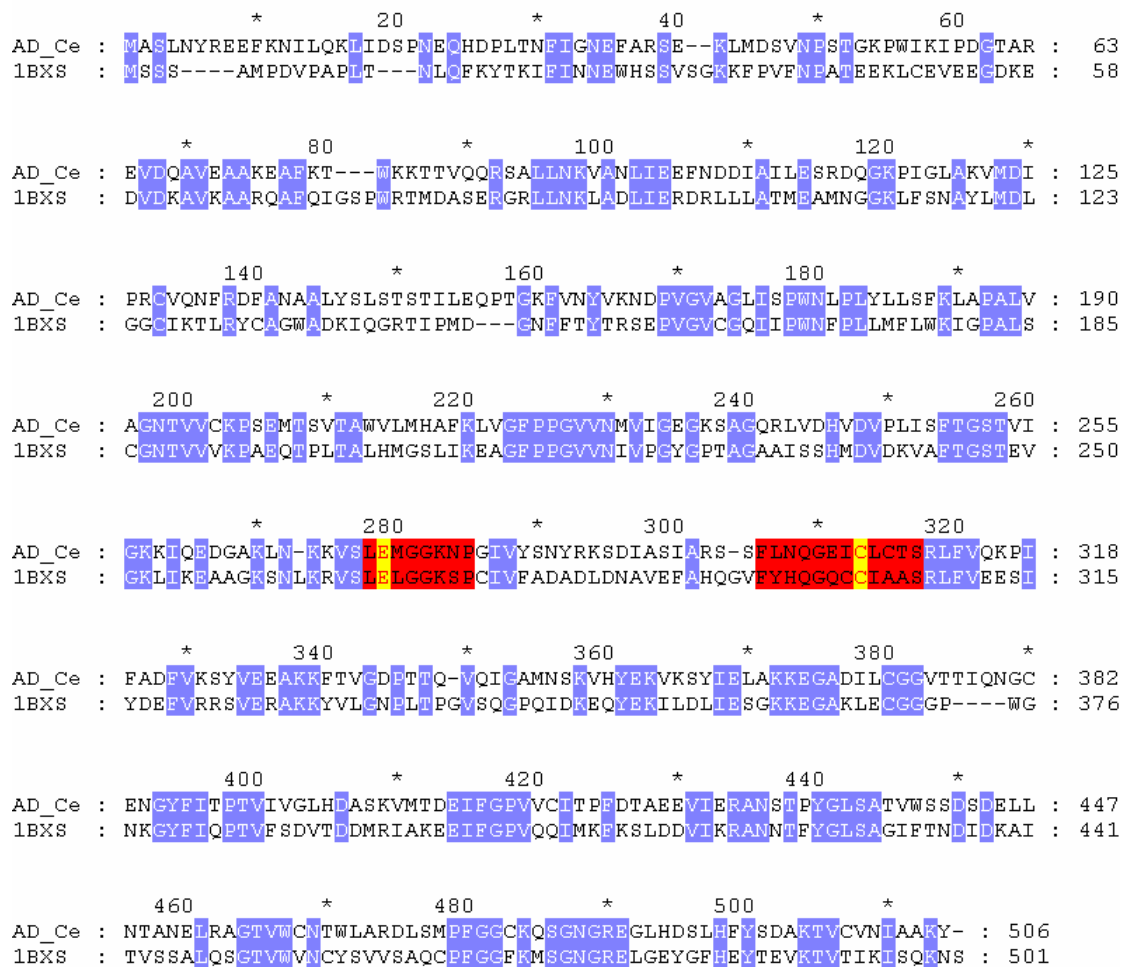 * 20 * 40 * 60
AD_Ce : MASLNYREEFKNILQKLIDSPNEQHDPLTNFIGNEFARSE--KLMDSVNPSTGKPWIKIPDGTAR : 63
1BXS : MSSS----AMPDVPAPLT---NLQFKYTKIFINNEWHSSVSGKKFPVFNPATEEKLCEVEEGDKE : 58
* 80 * 100 * 120 *
AD_Ce : EVDQAVEAAKEAFKT---WKKTTVQQRSALLNKVANLIEEFNDDIAILESRDQGKPIGLAKVMDI : 125
1BXS : DVDKAVKAARQAFQIGSPWRTMDASERGRLLNKLADLIERDRLLLATMEAMNGGKLFSNAYLMDL : 123
140 * 160 * 180 *
AD_Ce : PRCVQNFRDFANAALYSLSTSTILEQPTGKFVNYVKNDPVGVAGLISPWNLPLYLLSFKLAPALV : 190
1BXS : GGCIKTLRYCAGWADKIQGRTIPMD---GNFFTYTRSEPVGVCGQIIPWNFPLLMFLWKIGPALS : 185
200 * 220 * 240 * 260
AD_Ce : AGNTVVCKPSEMTSVTAWVLMHAFKLVGFPPGVVNMVIGEGKSAGQRLVDHVDVPLISFTGSTVI : 255
1BXS : CGNTVVVKPAEQTPLTALHMGSLIKEAGFPPGVVNIVPGYGPTAGAAISSHMDVDKVAFTGSTEV : 250
* 280 * 300 * 320
AD_Ce : GKKIQEDGAKLN-KKVSLEMGGKNPGIVYSNYRKSDIASIARS-SFLNQGEICLCTSRLFVQKPI : 318
1BXS : GKLIKEAAGKSNLKRVSLELGGKSPCIVFADADLDNAVEFAHQGVFYHQGQCCIAASRLFVEESI : 315
* 340 * 360 * 380 *
AD_Ce : FADFVKSYVEEAKKFTVGDPTTQ-VQIGAMNSKVHYEKVKSYIELAKKEGADILCGGVTTIQNGC : 382
1BXS : YDEFVRRSVERAKKYVLGNPLTPGVSQGPQIDKEQYEKILDLIESGKKEGAKLECGGGP----WG : 376
400 * 420 * 440 *
AD_Ce : ENGYFITPTVIVGLHDASKVMTDEIFGPVVCITPFDTAEEVIERANSTPYGLSATVWSSDSDELL : 447
1BXS : NKGYFIQPTVFSDVTDDMRIAKEEIFGPVQQIMKFKSLDDVIKRANNTFYGLSAGIFTNDIDKAI : 441
460 * 480 * 500 *
AD_Ce : NTANELRAGTVWCNTWLARDLSMPFGGCKQSGNGREGLHDSLHFYSDAKTVCVNIAAKY- : 506
1BXS : TVSSALQSGTVWVNCYSVVSAQCPFGGFKMSGNGRELGEYGFHEYTEVKTVTIKISQKNS : 501